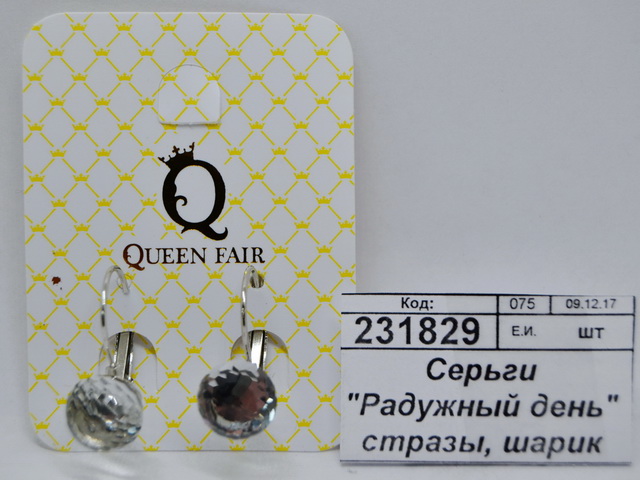 Q
QUEEN FAIR
Код: 075 09.12.17
231829 Е.И. шт
Серьги
"Радужный день"
стразы, шарик